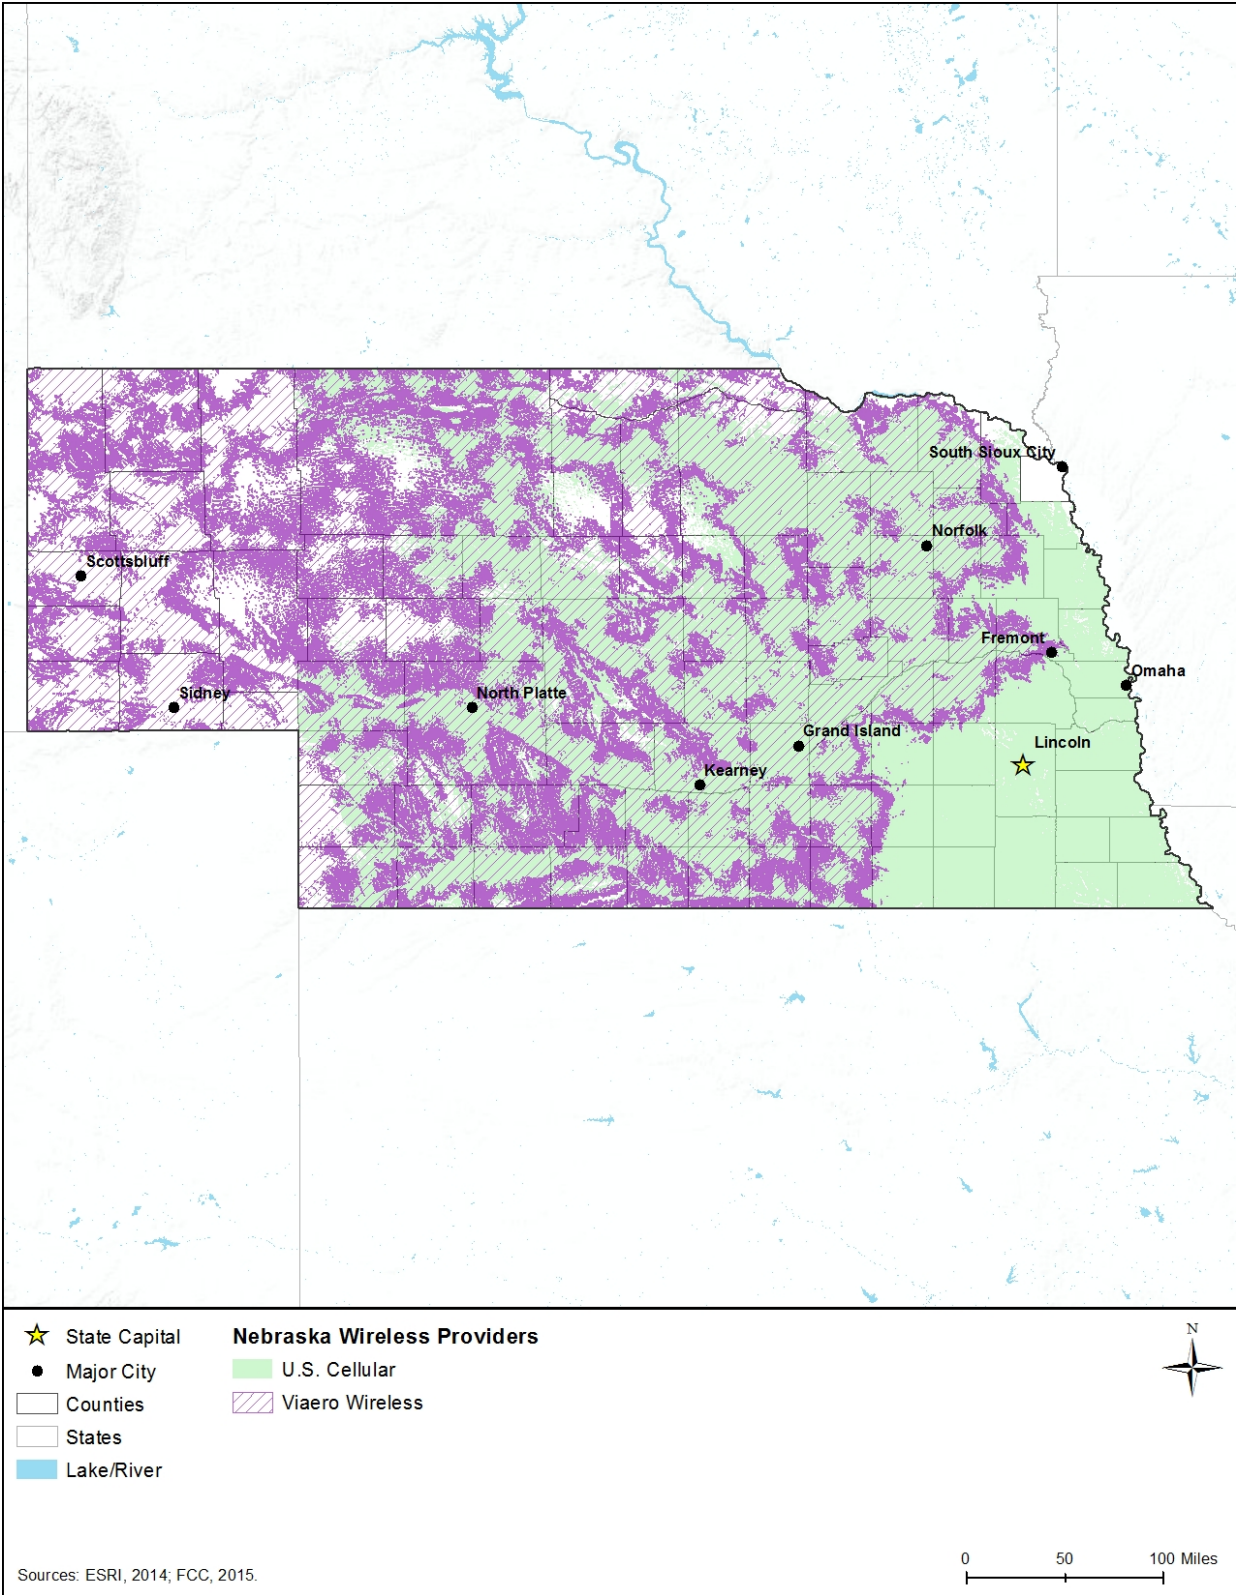 South Sioux City
Norfolk
Scottsbluff
Fremont
Omaha
Sidney
North Platte
Grand Island
Lincoln
Kearney
State Capital
Major City
Counties
States
Lake/River
Nebraska Wireless Providers
U.S. Cellular
Viaero Wireless
N
0 50 100 Miles
Sources: ESRI, 2014; FCC, 2015.